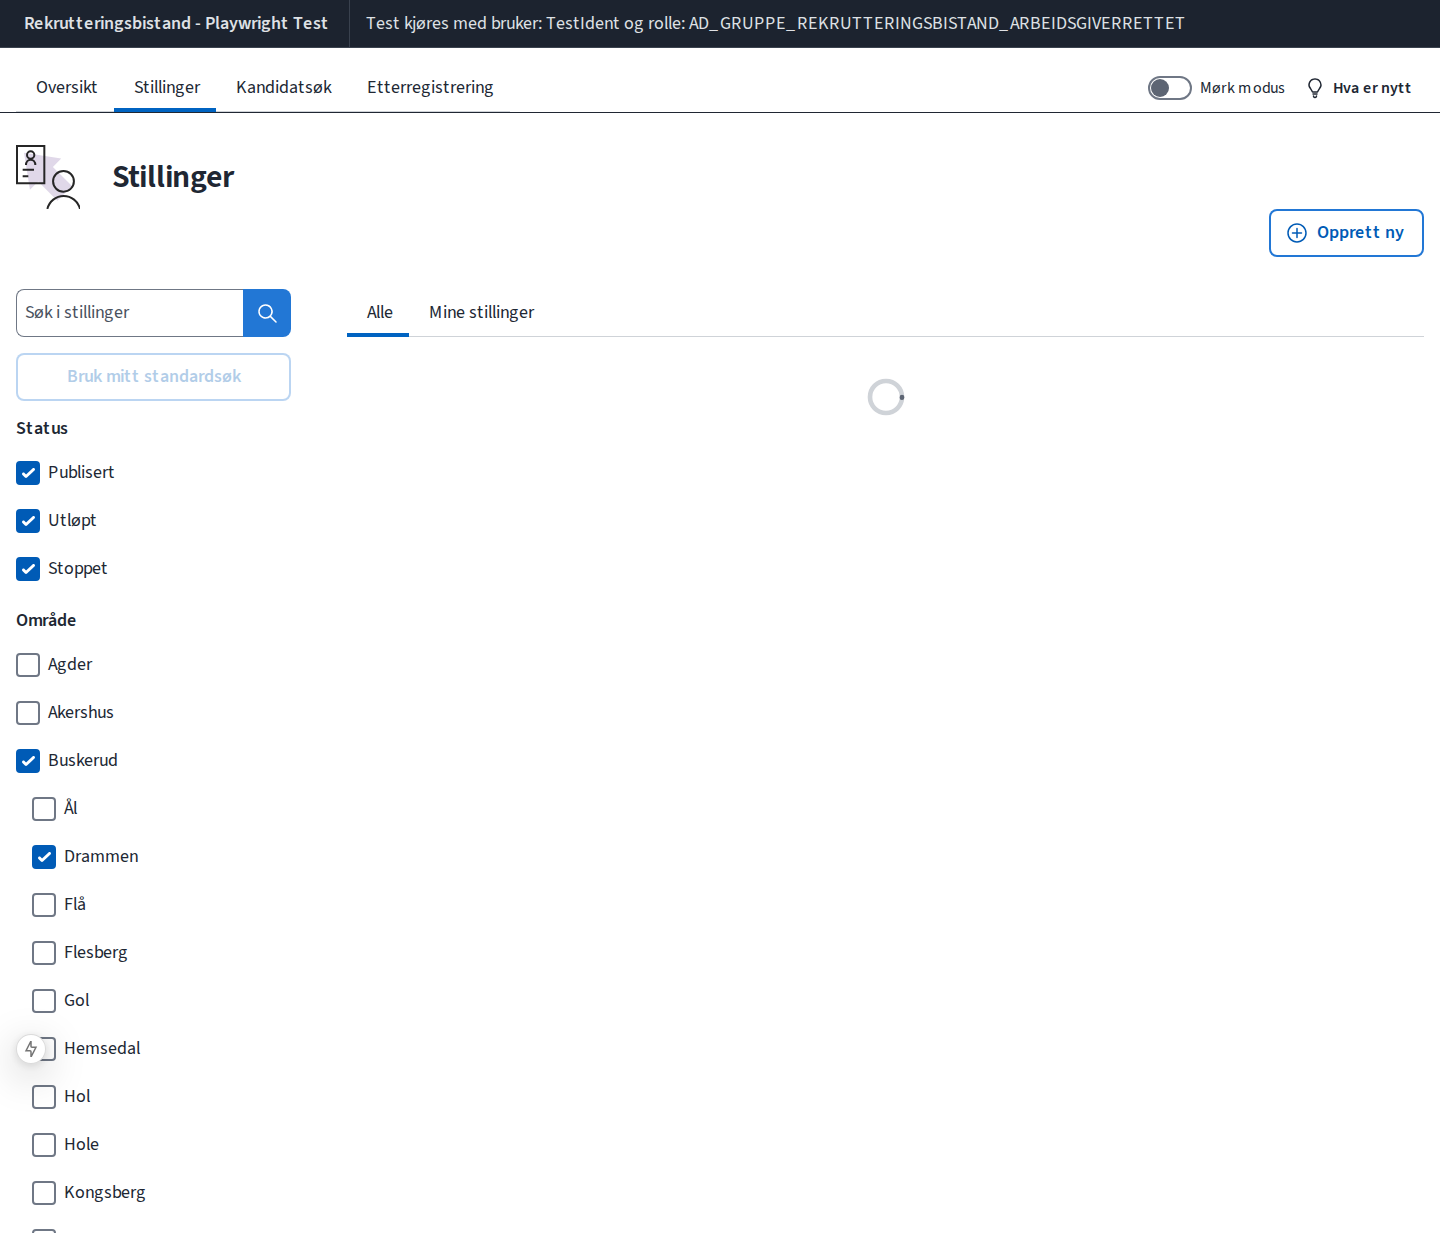 Rekrutteringsbistand - Playwright Test
Test kjøres med bruker: TestIdent og rolle: AD_GRUPPE_REKRUTTERINGSBISTAND_ARBEIDSGIVERRETTET
Oversikt
Stillinger
Kandidatsøk
Etterregistrering
Mørk modus
Hva er nytt
Stillinger
Opprett ny
Søk i stillinger
Alle
Mine stillinger
Bruk mitt standardsøk
Status
Publisert
Utløpt
Stoppet
Område
Agder
Akershus
Buskerud
Ål
Drammen
Flå
Flesberg
Gol
Hemsedal
Hol
Hole
Kongsberg